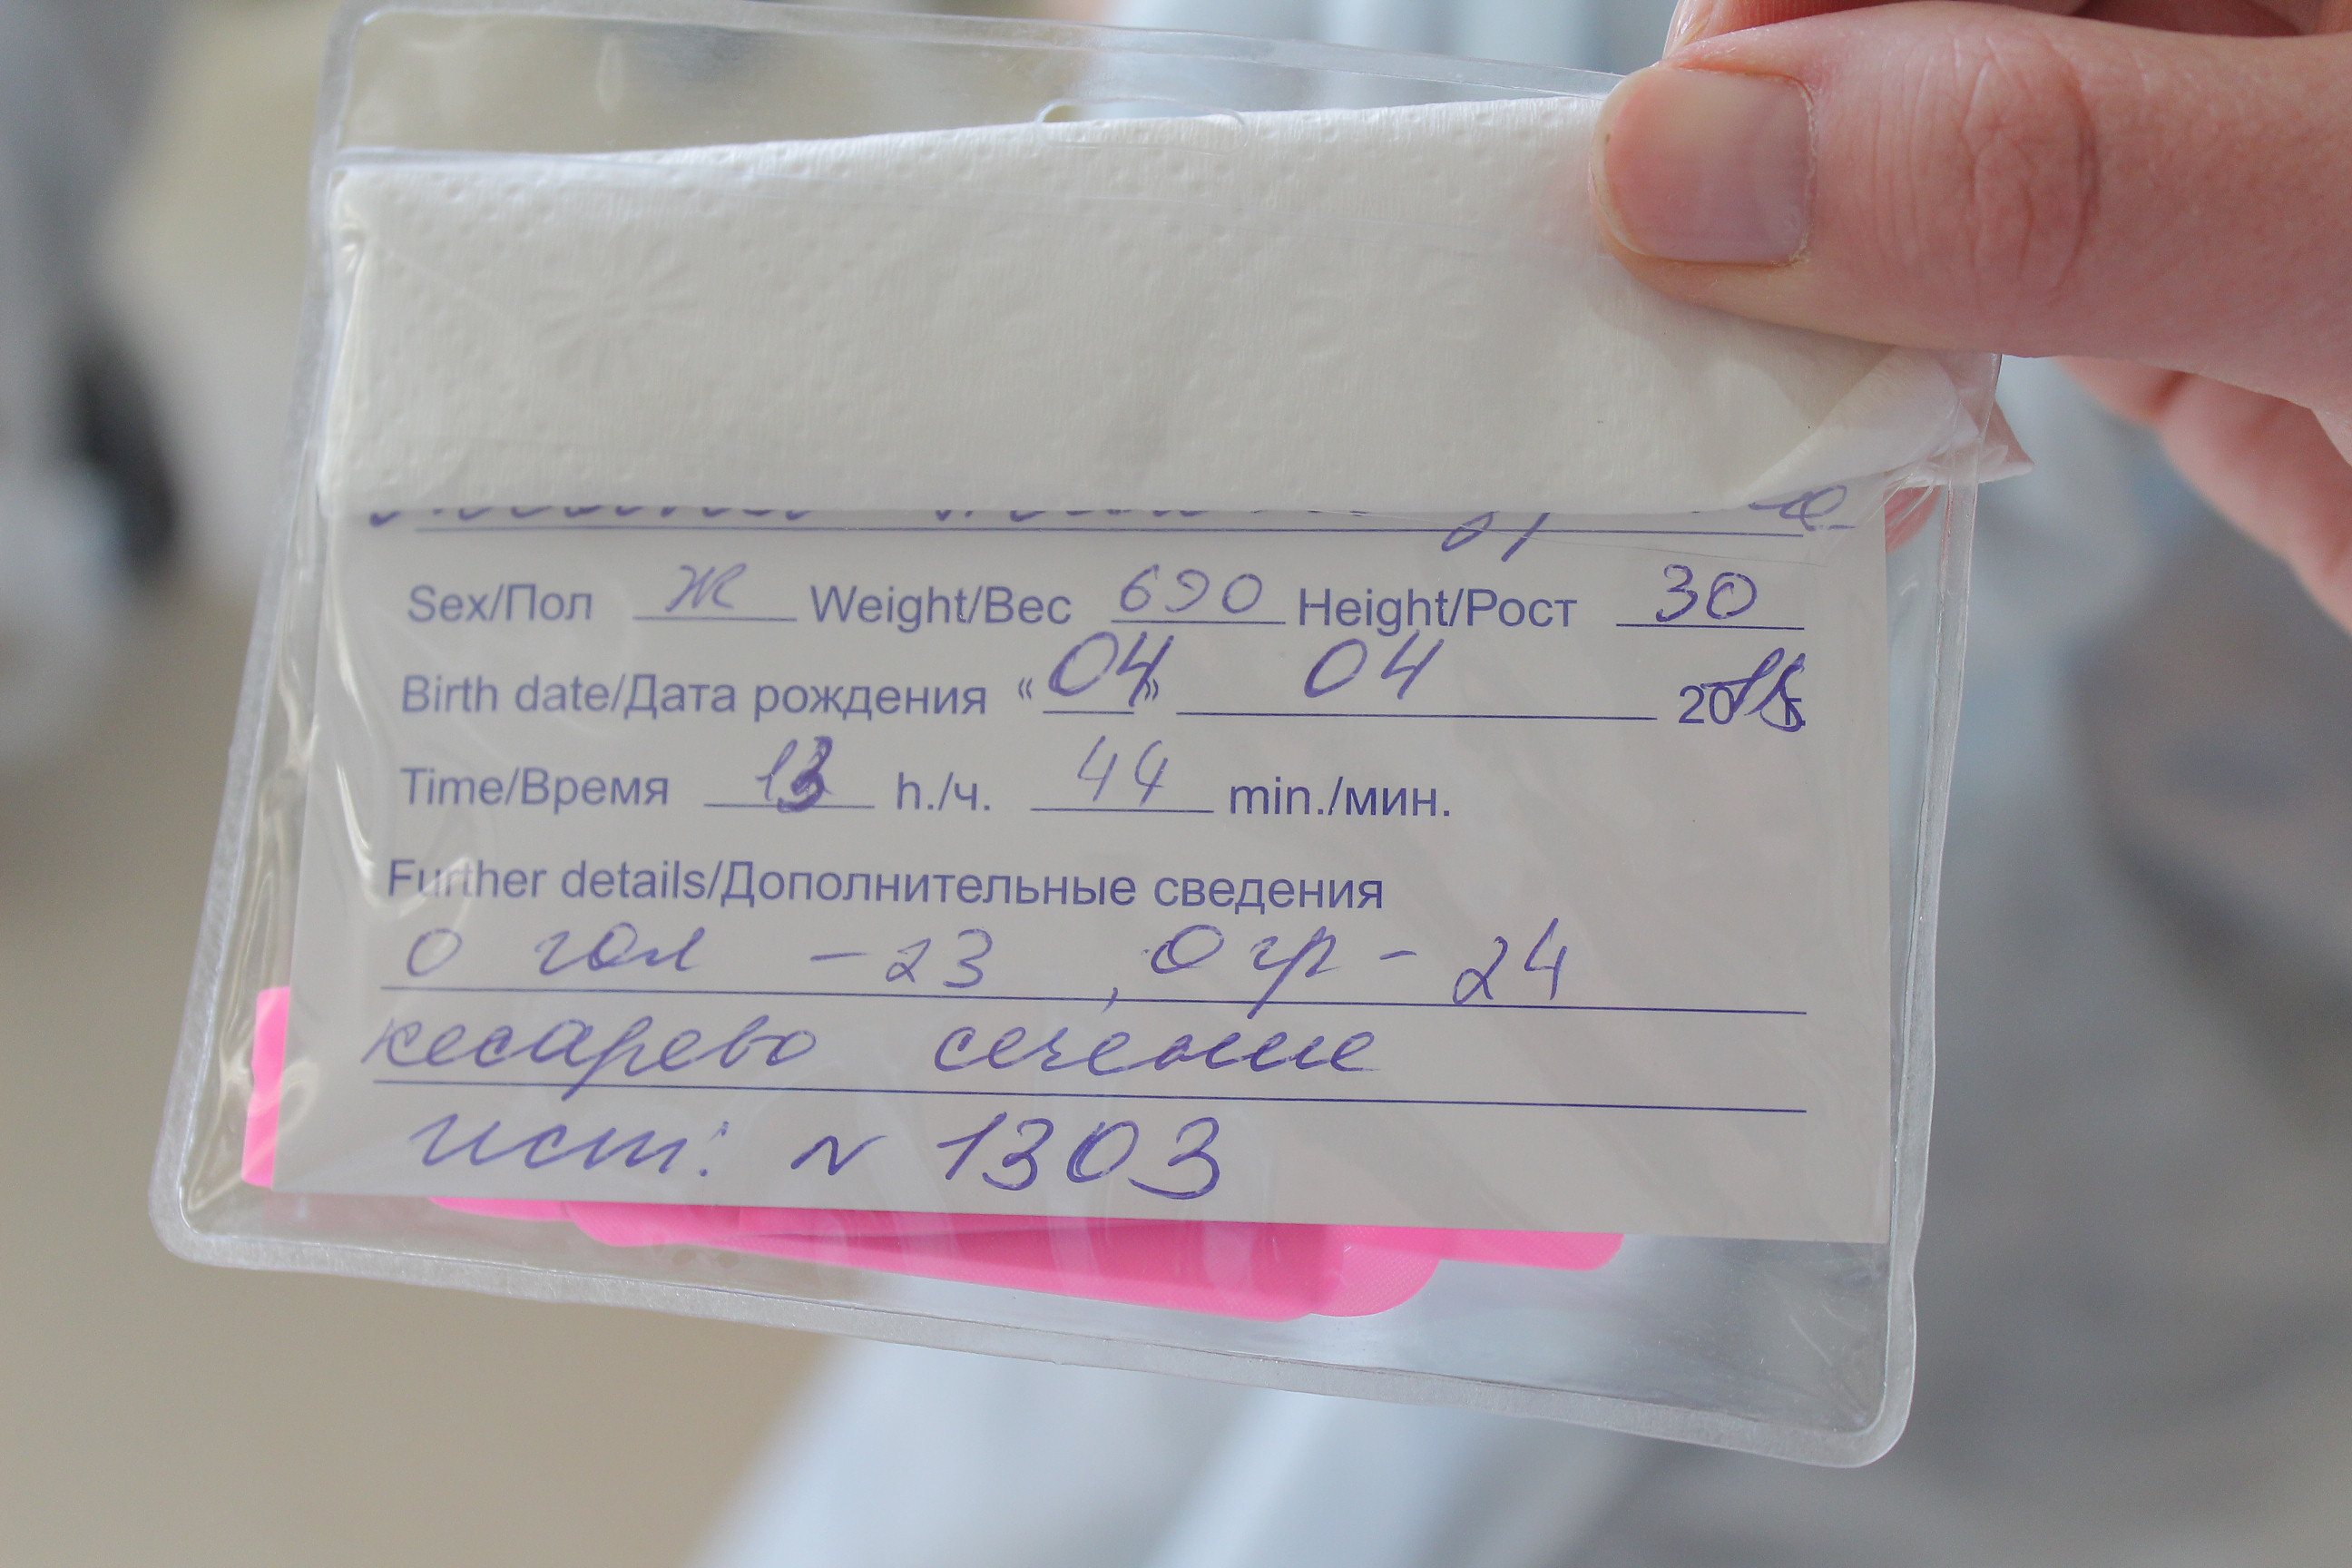 Sex/Пол ж Weight/Вес 690 Height/Рост 30
Birth date/Дата рождения « 04 » 04 20
Time/Время 13 h./ч. 44 min./мин.
Further details/Дополнительные сведения
О гол - 23 , О гр - 24
кесарево сечение
ист: N 1303